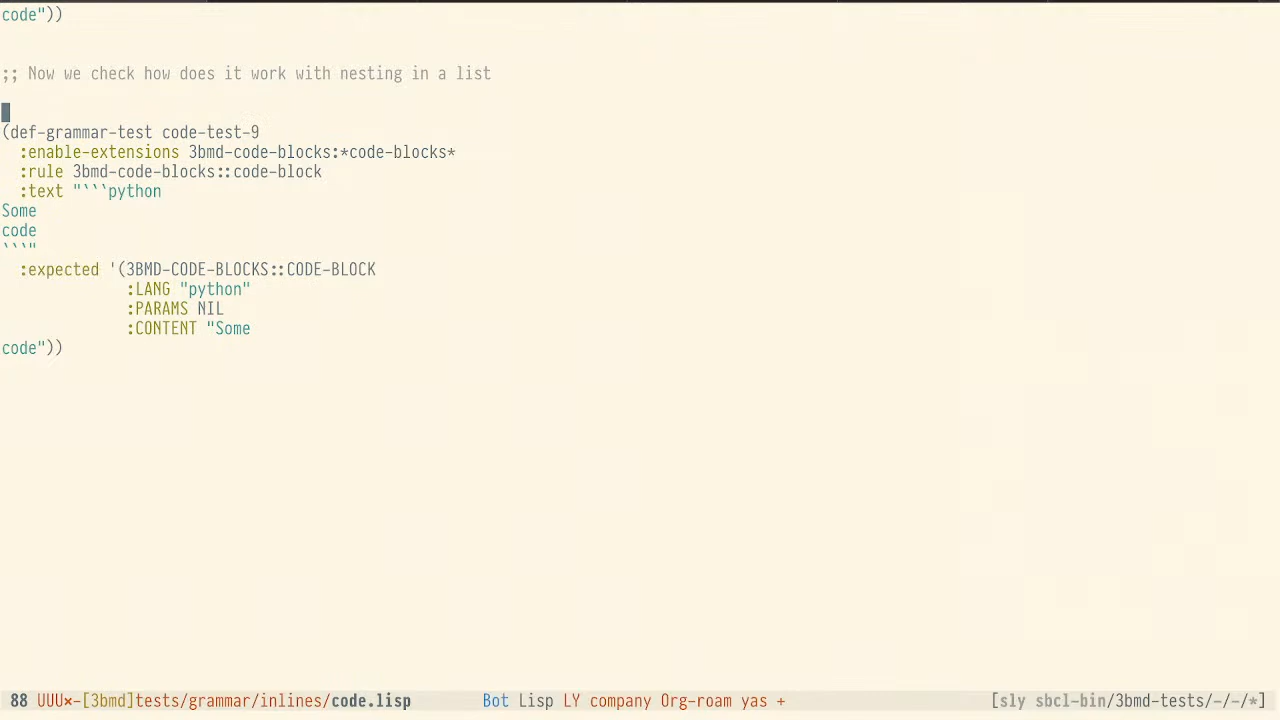 code"))
;; Now we check how does it work with nesting in a list
(def-grammar-test code-test-9
  :enable-extensions 3bmd-code-blocks:*code-blocks*
  :rule 3bmd-code-blocks::code-block
  :text "```python
Some
code
```"
  :expected '(3BMD-CODE-BLOCKS::CODE-BLOCK
              :LANG "python"
              :PARAMS NIL
              :CONTENT "Some
code"))
88 UUU×-[3bmd]tests/grammar/inlines/code.lisp Bot Lisp LY company Org-roam yas + [sly sbcl-bin/3bmd-tests/-/-/*]